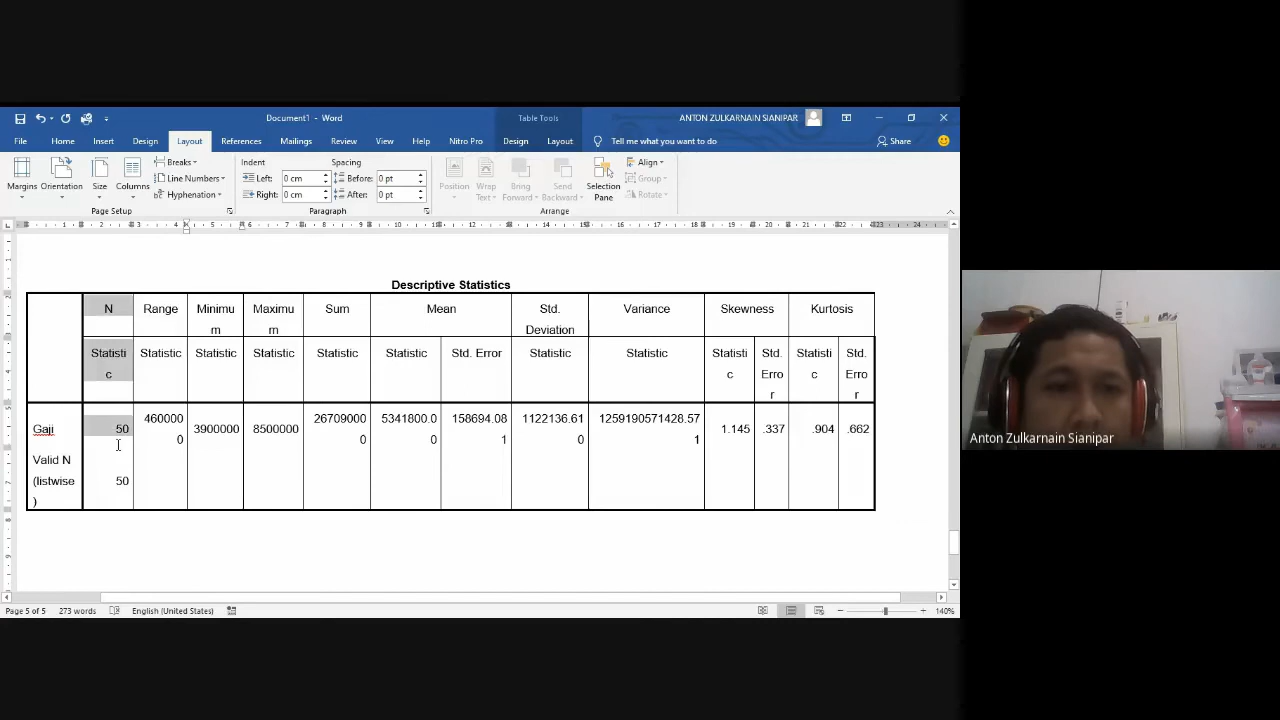 Document1 - Word
Table Tools
ANTON ZULKARNAIN SIANIPAR
File Home Insert Design Layout References Mailings Review View Help Nitro Pro Design Layout Tell me what you want to do Share
Margins Orientation Size Columns
Breaks
Line Numbers
Hyphenation
Page Setup
Indent
Left: 0 cm
Right: 0 cm
Spacing
Before: 0 pt
After: 0 pt
Paragraph
Position Wrap Text Bring Forward Send Backward Selection Pane
Align
Group
Rotate
Arrange
Descriptive Statistics
N Range Minimu Maximu Sum Mean Std. Variance Skewness Kurtosis
m m Deviation
Statisti Statistic Statistic Statistic Statistic Statistic Std. Error Statistic Statistic Statisti Std. Statisti Std.
c c Erro c Erro
r r
Gaji 50 460000 3900000 8500000 26709000 5341800.0 158694.08 1122136.61 1259190571428.57 1.145 .337 .904 .662
0 0 0 1 0 1
Valid N
(listwise 50
)
Page 5 of 5 273 words English (United States) 140%
Anton Zulkarnain Sianipar